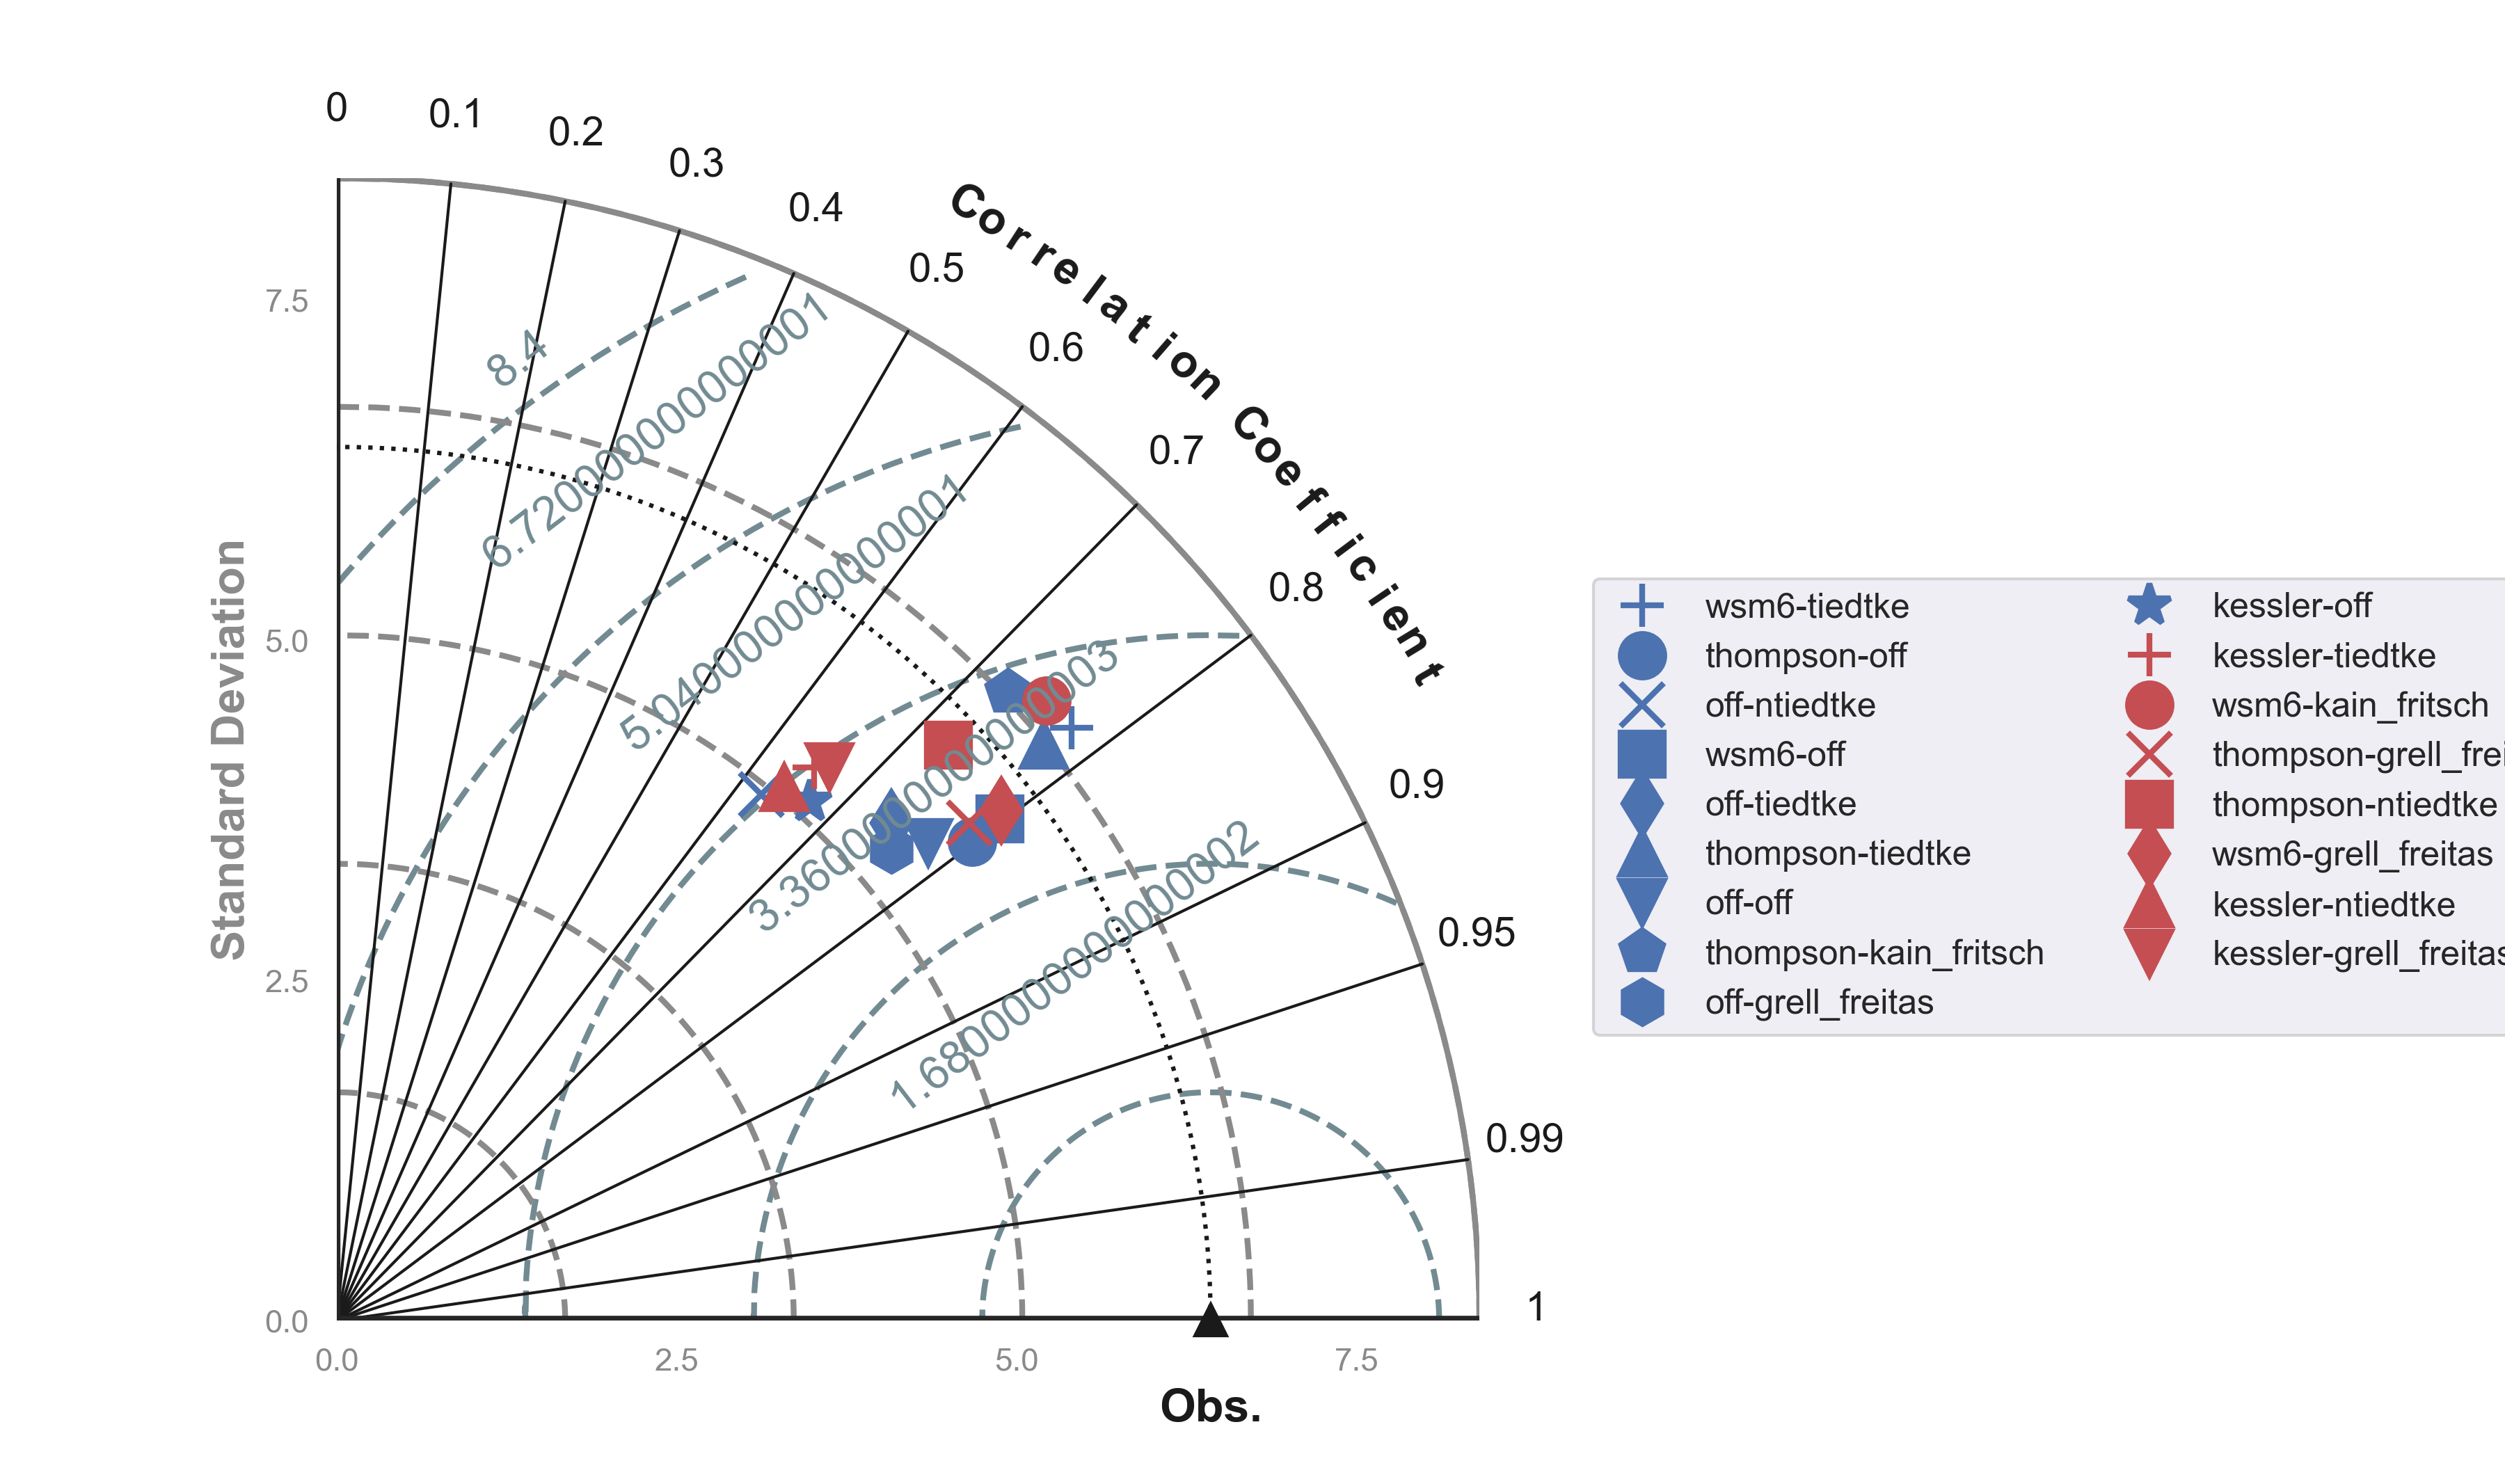 0
0.1
0.2
0.3
0.4
0.5
0.6
0.7
0.8
0.9
0.95
0.99
1
Correlation Coefficient
8.4
6.720000000000001
5.040000000000001
3.3600000000000003
1.6800000000000002
Standard Deviation
7.5
5.0
2.5
0.0
0.0
2.5
5.0
7.5
Obs.
wsm6-tiedtke
thompson-off
off-ntiedtke
wsm6-off
off-tiedtke
thompson-tiedtke
off-off
thompson-kain_fritsch
off-grell_freitas
kessler-off
kessler-tiedtke
wsm6-kain_fritsch
thompson-grell_frei
thompson-ntiedtke
wsm6-grell_freitas
kessler-ntiedtke
kessler-grell_freitas